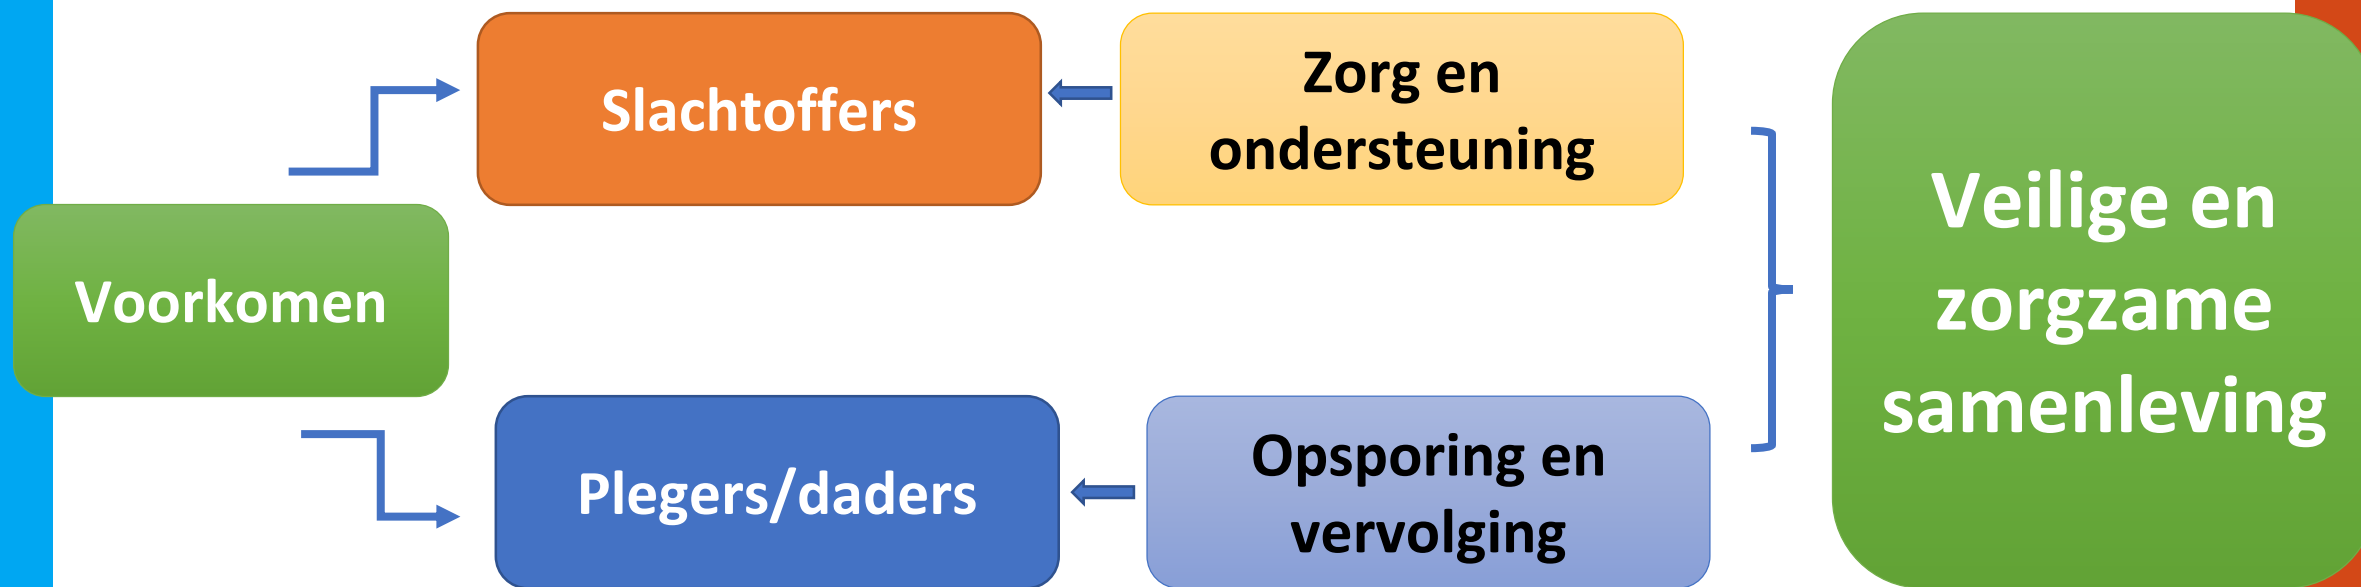 Slachtoffers
Zorg en
ondersteuning
Voorkomen
Plegers/daders
Opsporing en
vervolging
Veilige en
zorgzame
samenleving